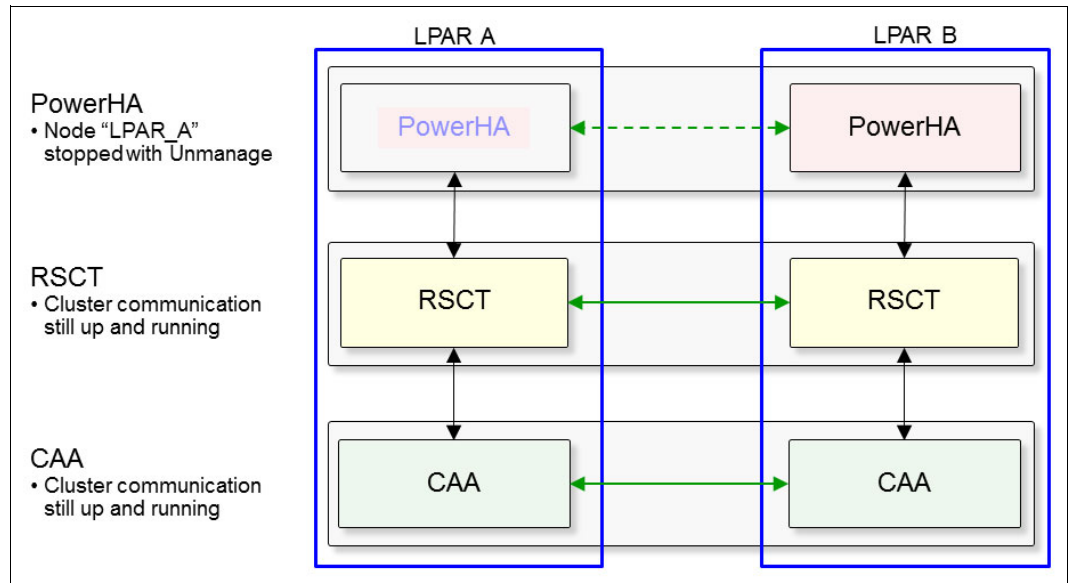 LPAR A
LPAR B
PowerHA
• Node “LPAR_A”
stopped with Unmanage
PowerHA
PowerHA
RSCT
• Cluster communication
still up and running
RSCT
RSCT
CAA
• Cluster communication
still up and running
CAA
CAA